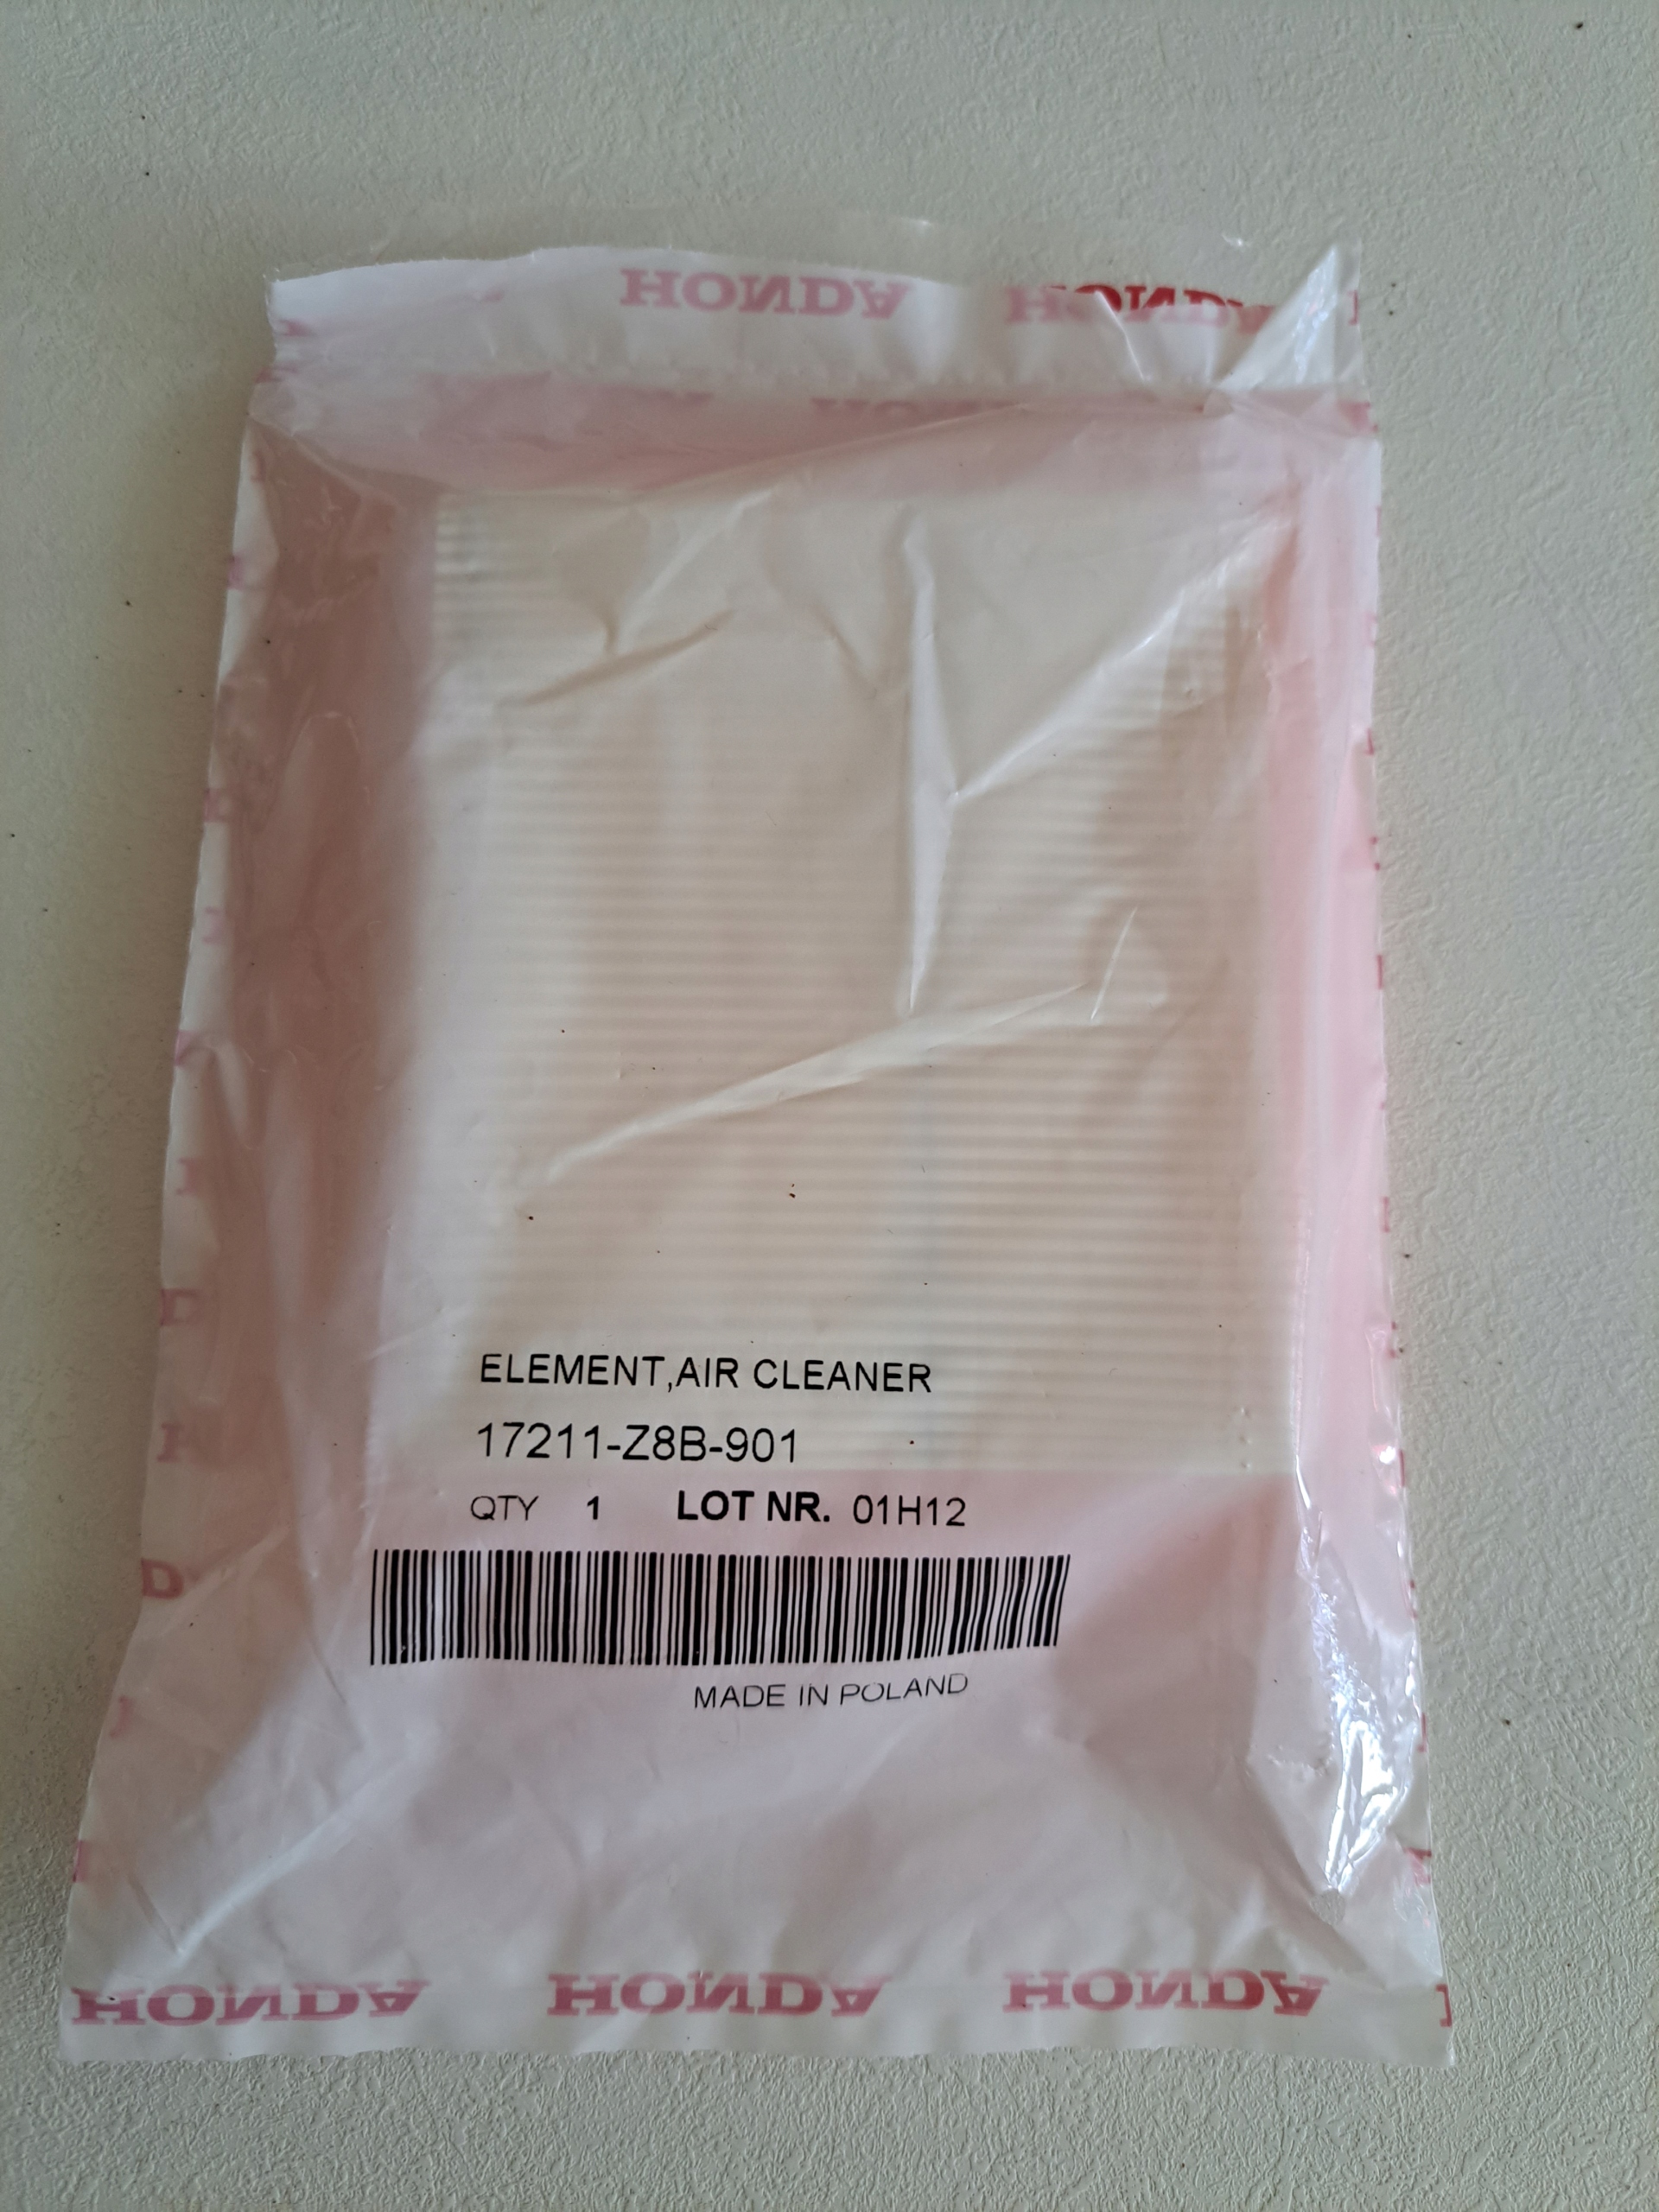 HONDA HONDA
ELEMENT,AIR CLEANER
17211-Z8B-901
QTY 1 LOT NR. 01H12
MADE IN POLAND
HONDA HONDA HONDA